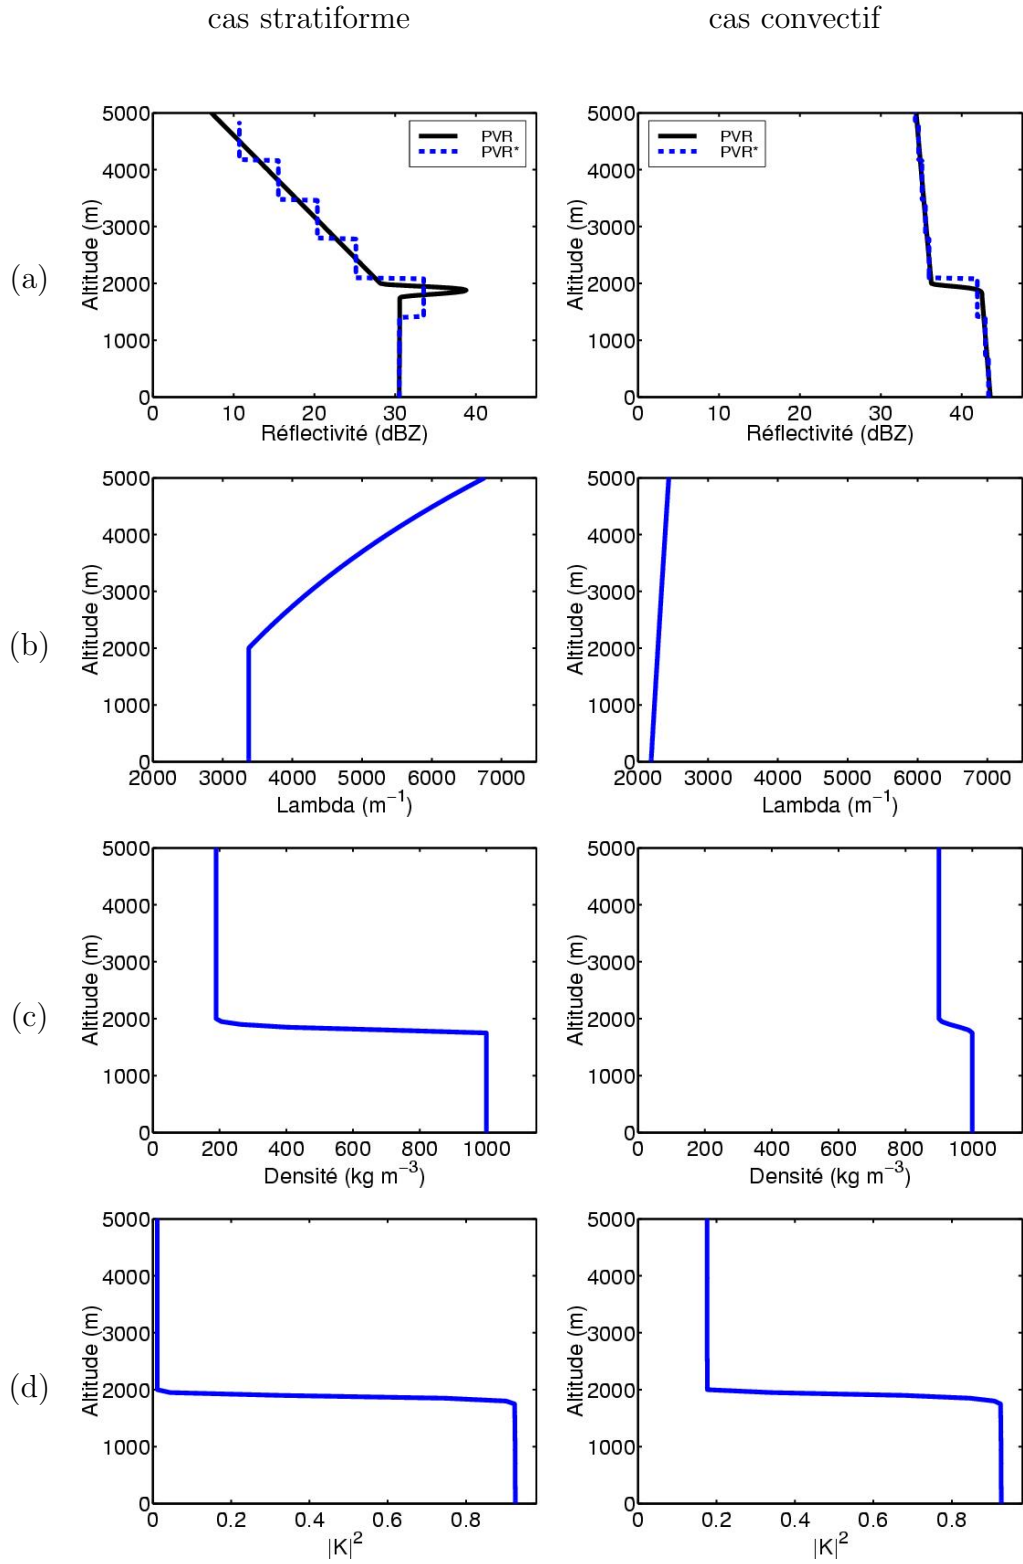 cas stratiforme
cas convectif
(a)
5000
4000
3000
2000
1000
0
Altitude (m)
PVR
PVR*
0 10 20 30 40
Réflectivité (dBZ)
5000
4000
3000
2000
1000
0
Altitude (m)
PVR
PVR*
0 10 20 30 40
Réflectivité (dBZ)
(b)
5000
4000
3000
2000
1000
0
Altitude (m)
2000 3000 4000 5000 6000 7000
Lambda (m⁻¹)
5000
4000
3000
2000
1000
0
Altitude (m)
2000 3000 4000 5000 6000 7000
Lambda (m⁻¹)
(c)
5000
4000
3000
2000
1000
0
Altitude (m)
0 200 400 600 800 1000
Densité (kg m⁻³)
5000
4000
3000
2000
1000
0
Altitude (m)
0 200 400 600 800 1000
Densité (kg m⁻³)
(d)
5000
4000
3000
2000
1000
0
Altitude (m)
0 0.2 0.4 0.6 0.8
|K|²
5000
4000
3000
2000
1000
0
Altitude (m)
0 0.2 0.4 0.6 0.8
|K|²